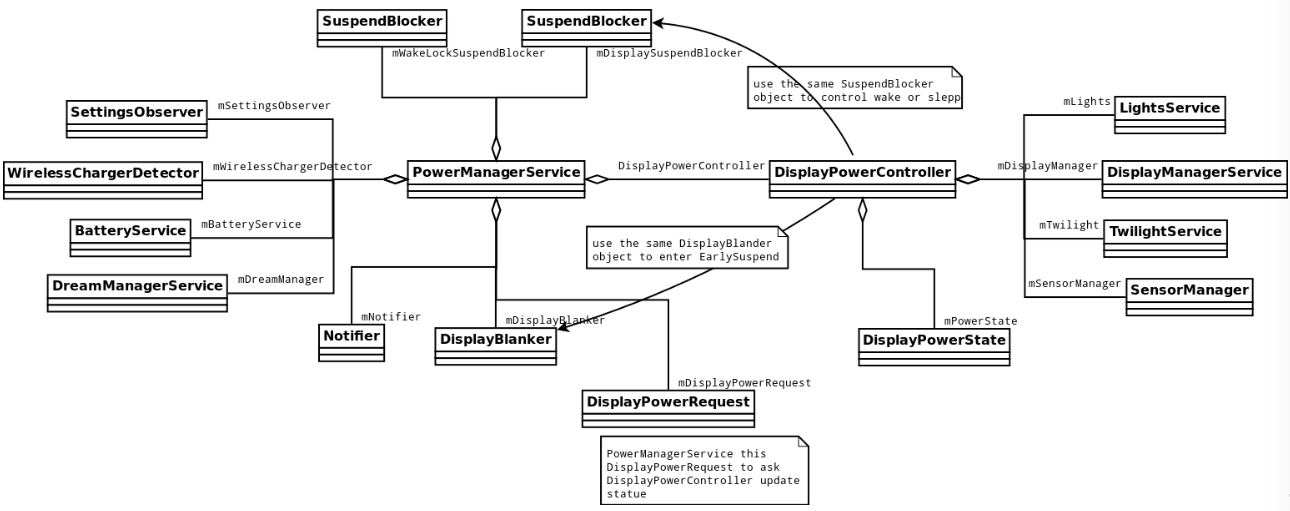 SuspendBlocker
SuspendBlocker
mWakeLockSuspendBlocker
mDisplaySuspendBlocker
use the same SuspendBlocker
object to control wake or slepp
SettingsObserver
mSettingsObserver
mLights
LightsService
WirelessChargerDetector
mWirelessChargerDetector
PowerManagerService
DisplayPowerController
DisplayPowerController
mDisplayManager
DisplayManagerService
BatteryService
mBatteryService
use the same DisplayBlander
object to enter EarlySuspend
mTwilight
TwilightService
DreamManagerService
mDreamManager
mSensorManager
SensorManager
mNotifier
Notifier
mDisplayBlanker
DisplayBlanker
mPowerState
DisplayPowerState
mDisplayPowerRequest
DisplayPowerRequest
PowerManagerService this
DisplayPowerRequest to ask
DisplayPowerController update
statue